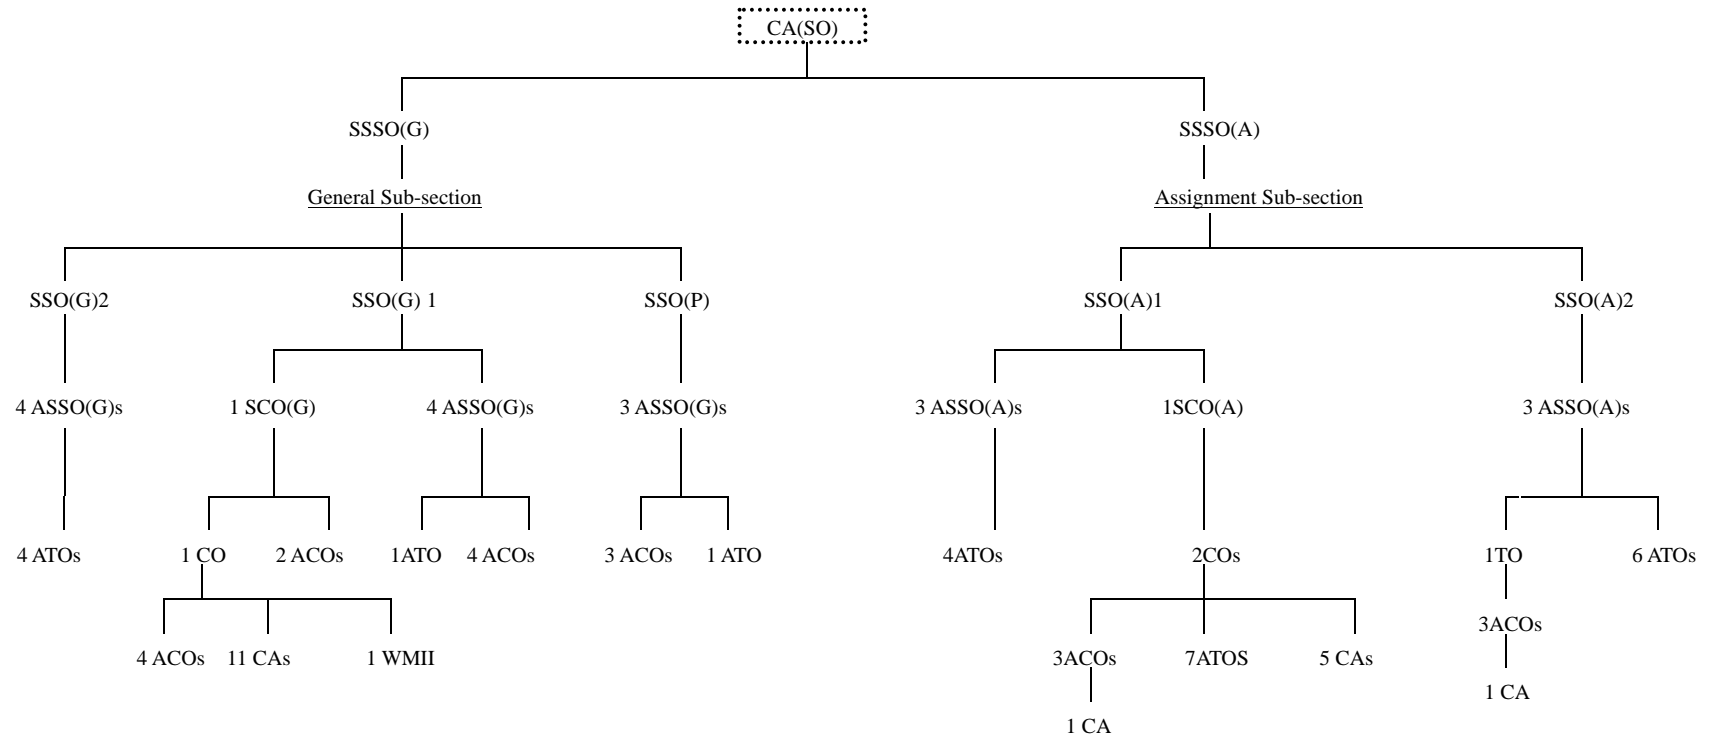 CA(SO)
SSSO(G) SSSO(A)
General Sub-section Assignment Sub-section
SSO(G)2 SSO(G) 1 SSO(P) SSO(A)1 SSO(A)2
4 ASSO(G)s 1 SCO(G) 4 ASSO(G)s 3 ASSO(G)s 3 ASSO(A)s 1SCO(A) 3 ASSO(A)s
4 ATOs 1 CO 2 ACOs 1ATO 4 ACOs 3 ACOs 1 ATO 4ATOs 2COs 1TO 6 ATOs
3ACOs
4 ACOs 11 CAs 1 WMII 3ACOs 7ATOS 5 CAs
1 CA
1 CA